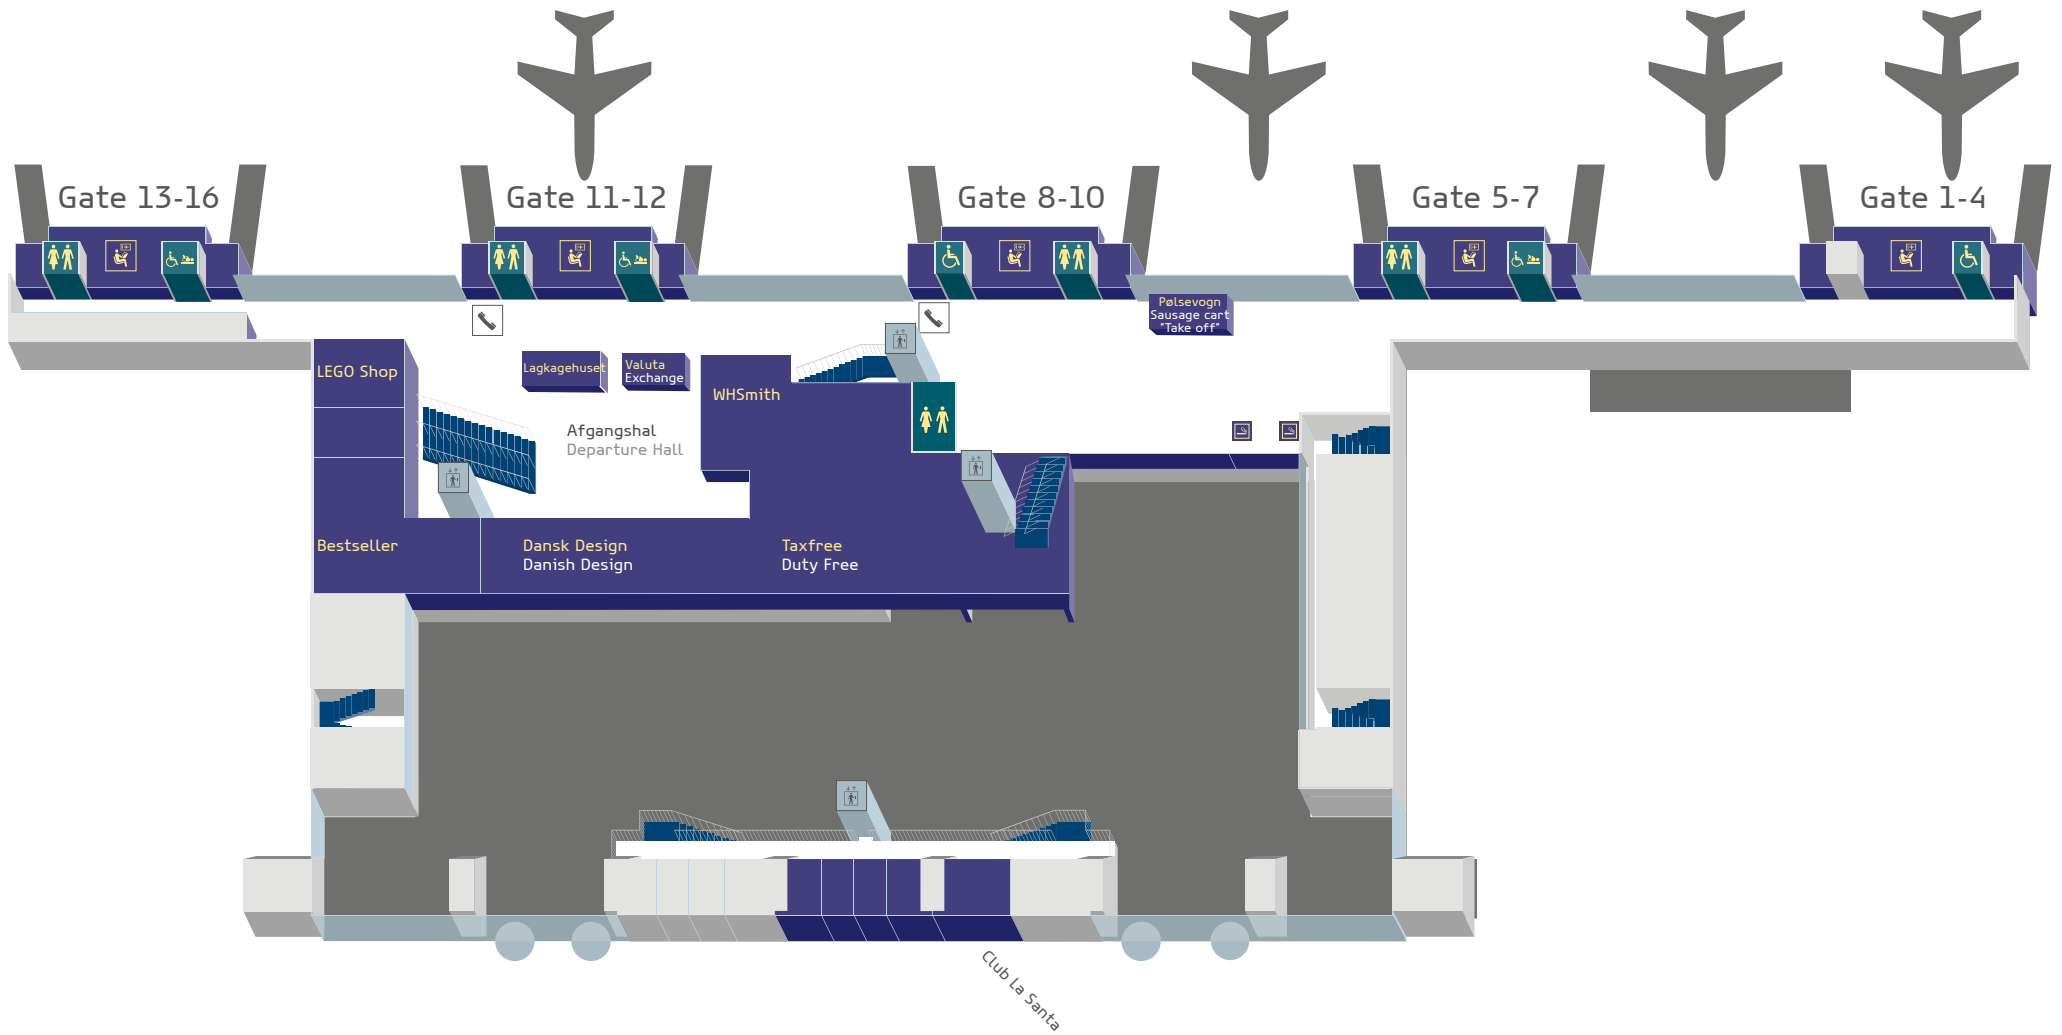 Gate 13-16
Gate 11-12
Gate 8-10
Gate 5-7
Gate 1-4
Pølsevogn
Sausage cart
"Take off"
LEGO Shop
Lagkagehuset
Valuta
Exchange
WHSmith
Afgangshal
Departure Hall
Bestseller
Dansk Design
Danish Design
Taxfree
Duty Free
Club La Santa